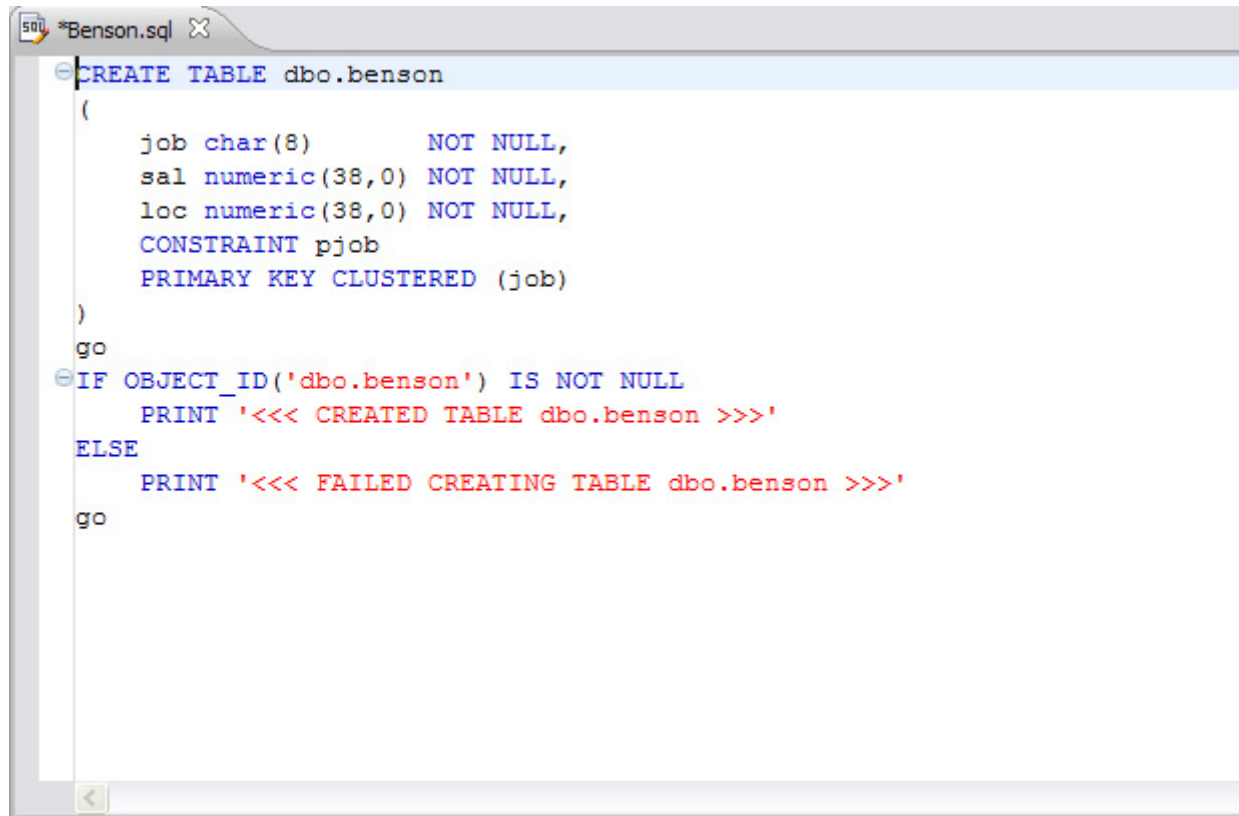 *Benson.sql
CREATE TABLE dbo.benson
(
    job char(8)       NOT NULL,
    sal numeric(38,0) NOT NULL,
    loc numeric(38,0) NOT NULL,
    CONSTRAINT pjob
    PRIMARY KEY CLUSTERED (job)
)
go
IF OBJECT_ID('dbo.benson') IS NOT NULL
    PRINT '<<< CREATED TABLE dbo.benson >>>'
ELSE
    PRINT '<<< FAILED CREATING TABLE dbo.benson >>>'
go